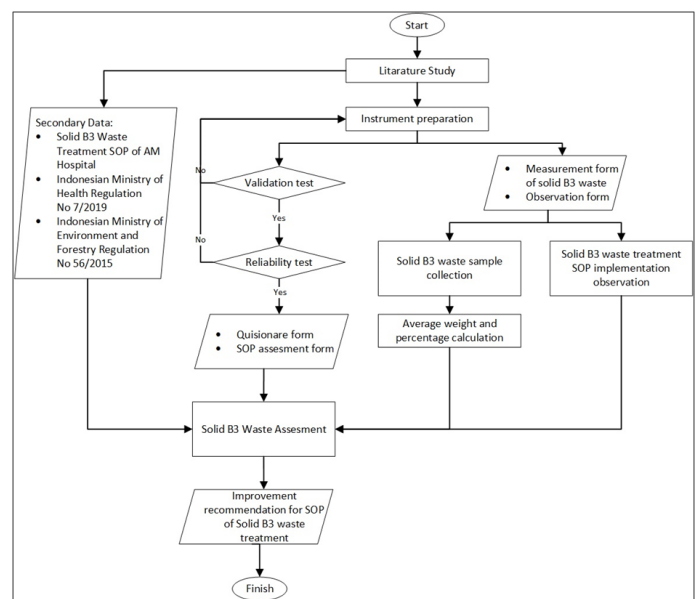 Start
Litarature Study
Instrument preparation
Secondary Data:
• Solid B3 Waste
Treatment SOP of AM
Hospital
• Indonesian Ministry of
Health Regulation
No 7/2019
• Indonesian Ministry of
Environment and
Forestry Regulation
No 56/2015
No
Validation test
Yes
No
Reliability test
Yes
• Quisionare form
• SOP assesment form
• Measurement form
of solid B3 waste
• Observation form
Solid B3 waste sample
collection
Average weight and
percentage calculation
Solid B3 waste treatment
SOP implementation
observation
Solid B3 Waste Assesment
Improvement
recommendation for SOP
of Solid B3 waste
treatment
Finish